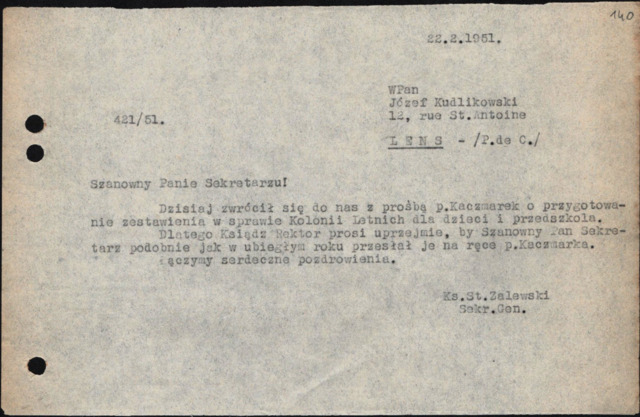 140
22.2.1951.
WPan
Józef Kudlikowski
12, rue St.Antoine
421/51.
L E N S - /P.de C./
Szanowny Panie Sekretarzu!
Dzisiaj zwrócił się do nas z prośbą p.Kaczmarek o przygotowa-
nie zestawienia w sprawie Kolonii Letnich dla dzieci i przedszkola.
Dlatego Ksiądz Rektor prosi uprzejmie, by Szanowny Pan Sekre-
tarz podobnie jak w ubiegłym roku przesłał je na ręce p.Kaczmarka.
Łączymy serdeczne pozdrowienia.
Ks.St.Zalewski
Sekr.Gen.